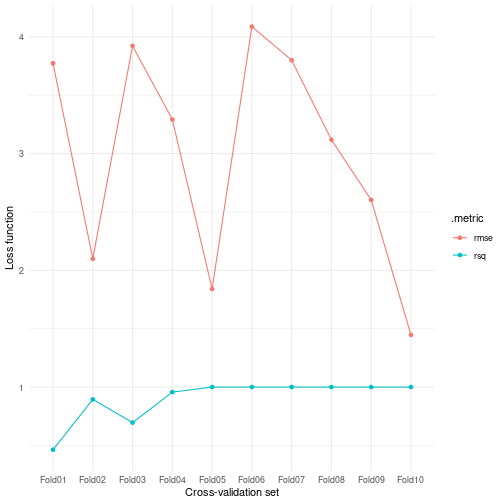 4
3
2
1
Loss function
Fold01 Fold02 Fold03 Fold04 Fold05 Fold06 Fold07 Fold08 Fold09 Fold10
Cross-validation set
.metric
rmse
rsq